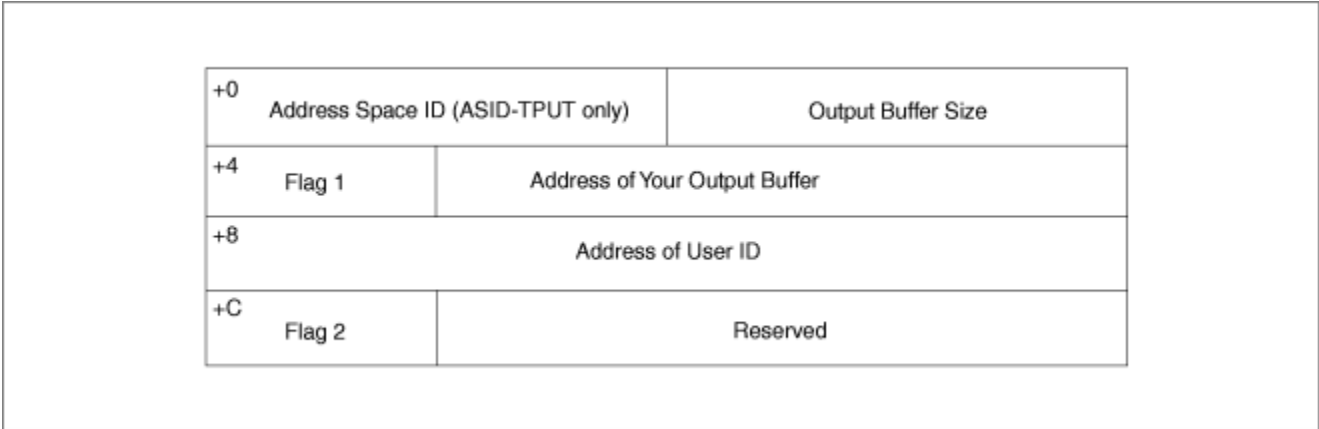 +0
Address Space ID (ASID-TPUT only)
Output Buffer Size
+4
Flag 1
Address of Your Output Buffer
+8
Address of User ID
+C
Flag 2
Reserved